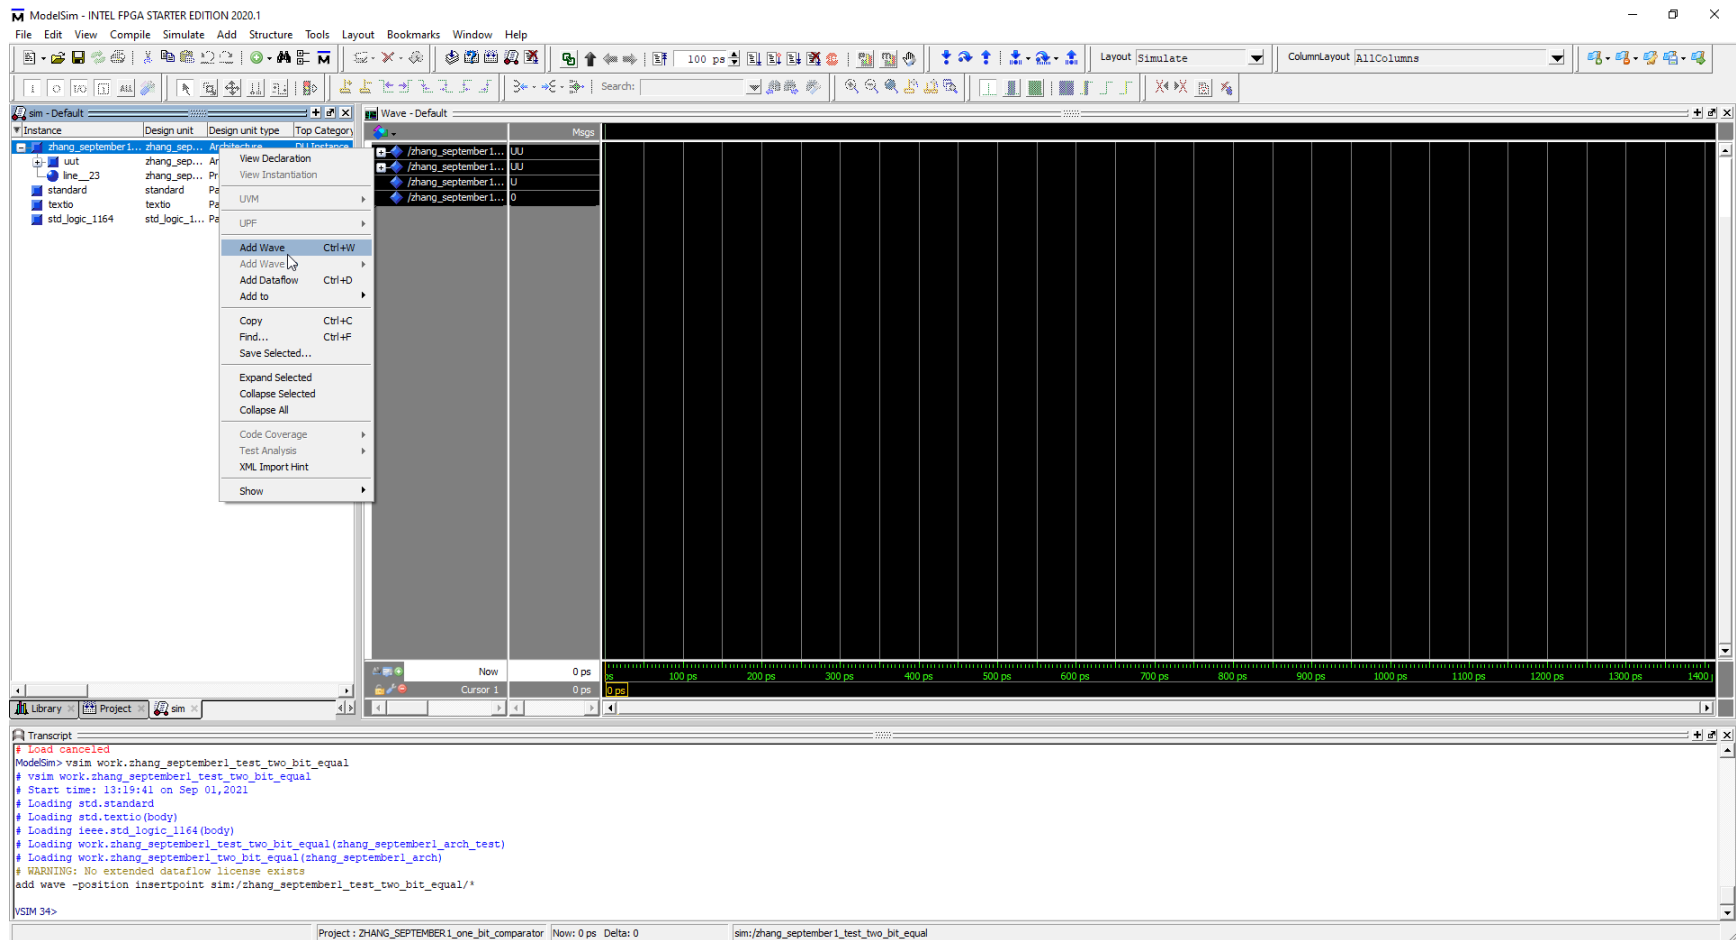 ModelSim - INTEL FPGA STARTER EDITION 2020.1
File Edit View Compile Simulate Add Structure Tools Layout Bookmarks Window Help
100 ps
Layout Simulate
ColumnLayout AllColumns
Search:
sim - Default
Instance Design unit Design unit type Top Category
zhang_september1... zhang_sep... Architecture DU Instance
uut zhang_sep... Ar
line__23 zhang_sep... Pr
standard standard Pa
textio textio Pa
std_logic_1164 std_logic_1... Pa
View Declaration
View Instantiation
UVM
UPF
Add Wave Ctrl+W
Add Wave
Add Dataflow Ctrl+D
Add to
Copy Ctrl+C
Find... Ctrl+F
Save Selected...
Expand Selected
Collapse Selected
Collapse All
Code Coverage
Test Analysis
XML Import Hint
Show
Wave - Default
Msgs
/zhang_september1... UU
/zhang_september1... UU
/zhang_september1... U
/zhang_september1... 0
Now 0 ps
Cursor 1 0 ps
ps 100 ps 200 ps 300 ps 400 ps 500 ps 600 ps 700 ps 800 ps 900 ps 1000 ps 1100 ps 1200 ps 1300 ps 1400
0 ps
Library Project sim
Transcript
# Load canceled
ModelSim> vsim work.zhang_september1_test_two_bit_equal
# vsim work.zhang_september1_test_two_bit_equal
# Start time: 13:19:41 on Sep 01,2021
# Loading std.standard
# Loading std.textio(body)
# Loading ieee.std_logic_1164(body)
# Loading work.zhang_september1_test_two_bit_equal(zhang_september1_arch_test)
# Loading work.zhang_september1_two_bit_equal(zhang_september1_arch)
# WARNING: No extended dataflow license exists
add wave -position insertpoint sim:/zhang_september1_test_two_bit_equal/*
VSIM 34>
Project : ZHANG_SEPTEMBER1_one_bit_comparator Now: 0 ps Delta: 0 sim:/zhang_september1_test_two_bit_equal